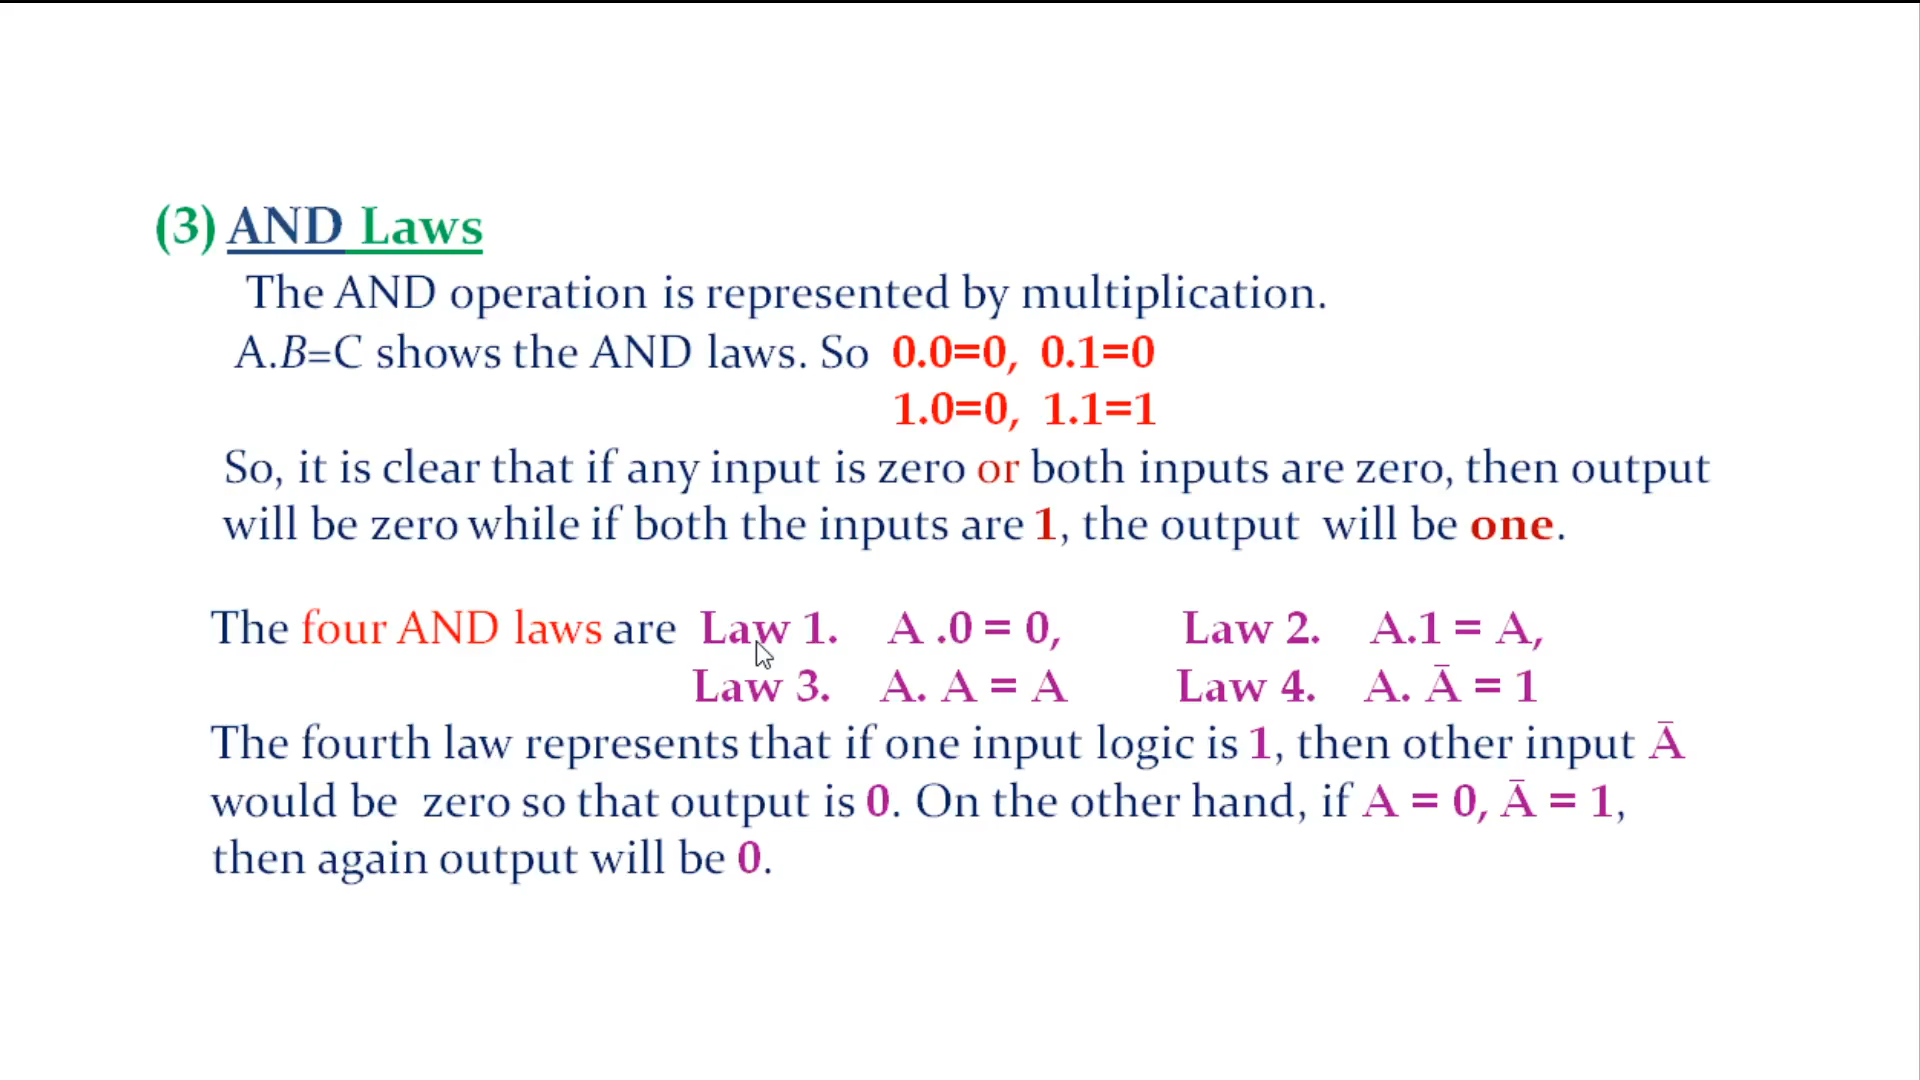 (3) AND Laws
The AND operation is represented by multiplication.
A.B=C shows the AND laws. So 0.0=0, 0.1=0
1.0=0, 1.1=1
So, it is clear that if any input is zero or both inputs are zero, then output
will be zero while if both the inputs are 1, the output will be one.
The four AND laws are Law 1. A .0 = 0, Law 2. A.1 = A,
Law 3. A. A = A Law 4. A. Ā = 1
The fourth law represents that if one input logic is 1, then other input Ā
would be zero so that output is 0. On the other hand, if A = 0, Ā = 1,
then again output will be 0.